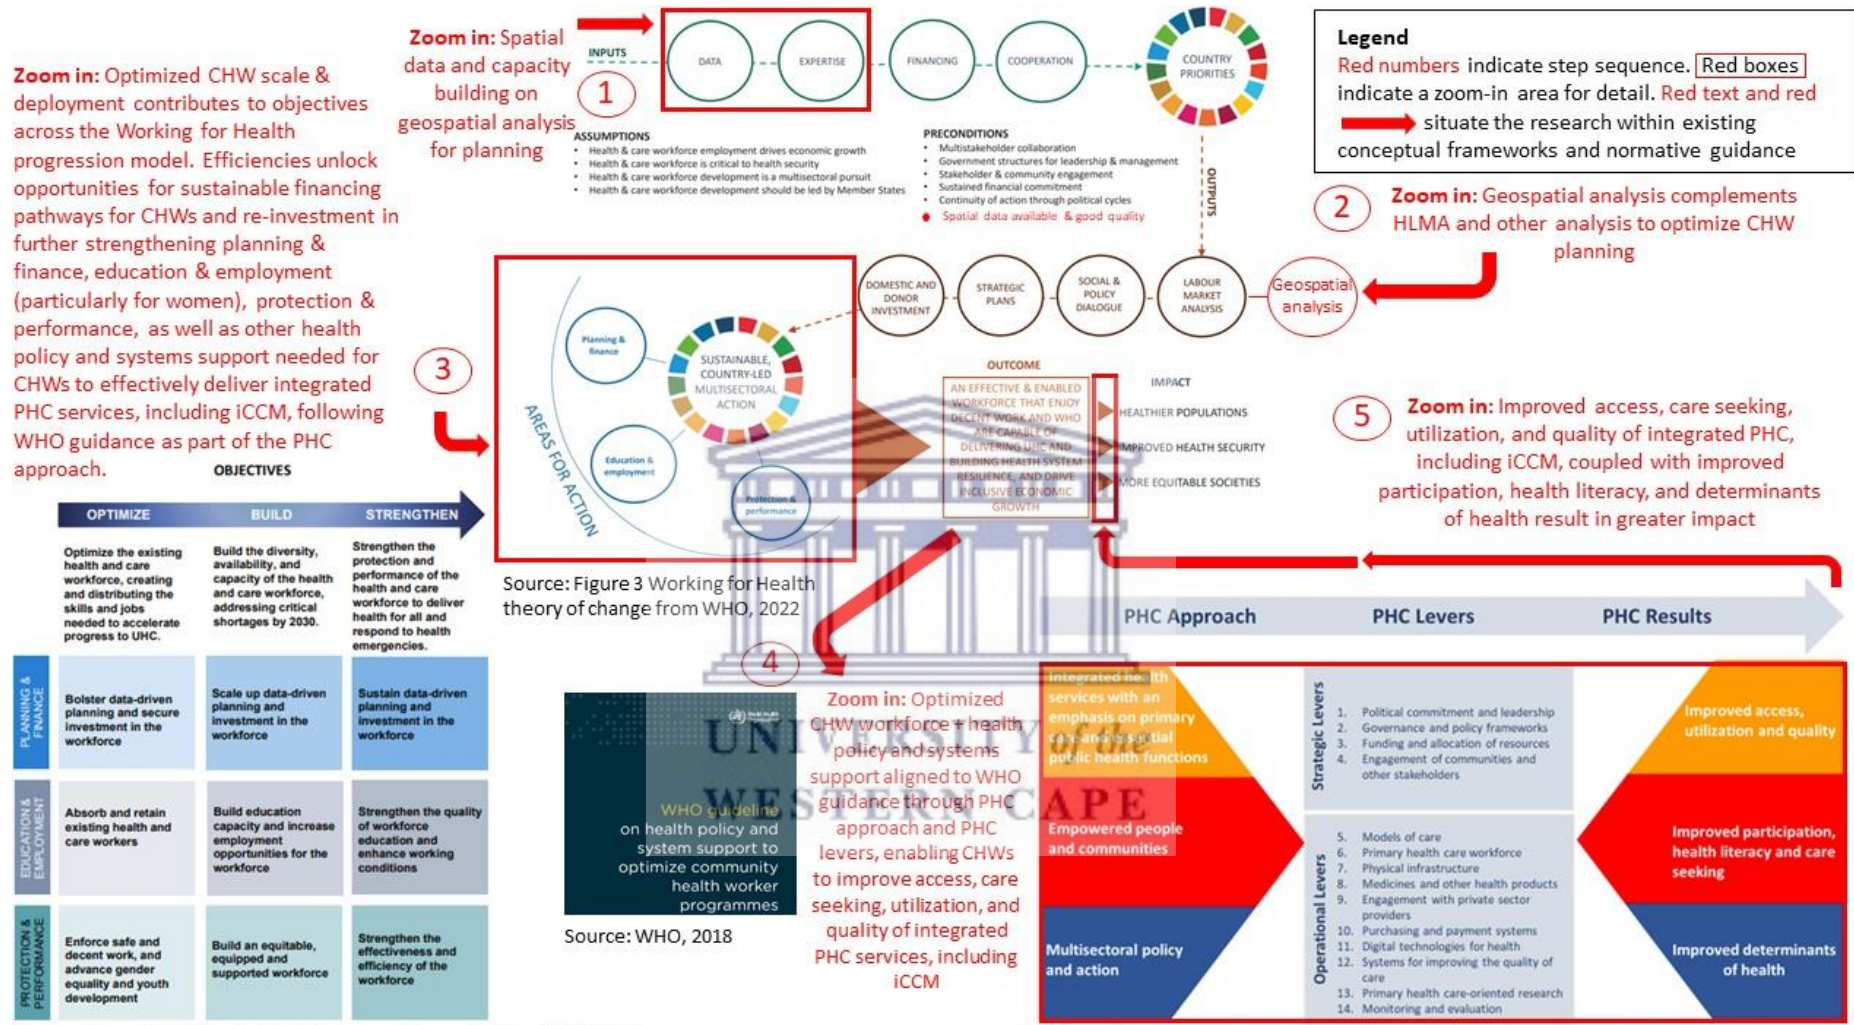 Zoom in: Optimized CHW scale &
deployment contributes to objectives
across the Working for Health
progression model. Efficiencies unlock
opportunities for sustainable financing
pathways for CHWs and re-investment in
further strengthening planning &
finance, education & employment
(particularly for women), protection &
performance, as well as other health
policy and systems support needed for
CHWs to effectively deliver integrated
PHC services, including iCCM, following
WHO guidance as part of the PHC
approach.
Zoom in: Spatial
data and capacity
building on
geospatial analysis
for planning
1
INPUTS
DATA
EXPERTISE
FINANCING
COOPERATION
COUNTRY
PRIORITIES
ASSUMPTIONS
• Health & care workforce employment drives economic growth
• Health & care workforce is critical to health security
• Health & care workforce development is a multisectoral pursuit
• Health & care workforce development should be led by Member States
PRECONDITIONS
• Multistakeholder collaboration
• Government structures for leadership & management
• Stakeholder & community engagement
• Sustained financial commitment
• Continuity of action through political cycles
• Spatial data available & good quality
OUTPUTS
Legend
Red numbers indicate step sequence. Red boxes
indicate a zoom-in area for detail. Red text and red
situate the research within existing
conceptual frameworks and normative guidance
2
Zoom in: Geospatial analysis complements
HLMA and other analysis to optimize CHW
planning
DOMESTIC AND
DONOR
INVESTMENT
STRATEGIC
PLANS
SOCIAL &
POLICY
DIALOGUE
LABOUR
MARKET
ANALYSIS
Geospatial
analysis
3
Planning &
finance
SUSTAINABLE,
COUNTRY-LED
MULTISECTORAL
ACTION
Education &
employment
Protection &
performance
AREAS FOR ACTION
OUTCOME
AN EFFECTIVE & ENABLED
WORKFORCE THAT ENJOY
DECENT WORK AND WHO
ARE CAPABLE OF
DELIVERING UHC AND
BUILDING HEALTH SYSTEM
RESILIENCE, AND DRIVE
INCLUSIVE ECONOMIC
GROWTH
IMPACT
HEALTHIER POPULATIONS
IMPROVED HEALTH SECURITY
MORE EQUITABLE SOCIETIES
5
Zoom in: Improved access, care seeking,
utilization, and quality of integrated PHC,
including iCCM, coupled with improved
participation, health literacy, and determinants
of health result in greater impact
Source: Figure 3 Working for Health
theory of change from WHO, 2022
OBJECTIVES
OPTIMIZE
BUILD
STRENGTHEN
Optimize the existing
health and care
workforce, creating
and distributing the
skills and jobs
needed to accelerate
progress to UHC.
Build the diversity,
availability, and
capacity of the health
and care workforce,
addressing critical
shortages by 2030.
Strengthen the
protection and
performance of the
health and care
workforce to deliver
health for all and
respond to health
emergencies.
PLANNING &
FINANCE
Bolster data-driven
planning and secure
investment in the
workforce
Scale up data-driven
planning and
investment in the
workforce
Sustain data-driven
planning and
investment in the
workforce
EDUCATION &
EMPLOYMENT
Absorb and retain
existing health and
care workers
Build education
capacity and increase
employment
opportunities for the
workforce
Strengthen the quality
of workforce
education and
enhance working
conditions
PROTECTION &
PERFORMANCE
Enforce safe and
decent work, and
advance gender
equality and youth
development
Build an equitable,
equipped and
supported workforce
Strengthen the
effectiveness and
efficiency of the
workforce
4
World Health
Organization
WHO guideline
on health policy and
system support to
optimize community
health worker
programmes
Source: WHO, 2018
Zoom in: Optimized
CHW workforce + health
policy and systems
support aligned to WHO
guidance through PHC
approach and PHC
levers, enabling CHWs
to improve access, care
seeking, utilization, and
quality of integrated
PHC services, including
iCCM
UNIVERSITY of the
WESTERN CAPE
PHC Approach
PHC Levers
PHC Results
Integrated health
services with an
emphasis on primary
care and essential
public health functions
Empowered people
and communities
Multisectoral policy
and action
Strategic Levers
1. Political commitment and leadership
2. Governance and policy frameworks
3. Funding and allocation of resources
4. Engagement of communities and
other stakeholders
Operational Levers
5. Models of care
6. Primary health care workforce
7. Physical infrastructure
8. Medicines and other health products
9. Engagement with private sector
providers
10. Purchasing and payment systems
11. Digital technologies for health
12. Systems for improving the quality of
care
13. Primary health care-oriented research
14. Monitoring and evaluation
Improved access,
utilization and quality
Improved participation,
health literacy and care
seeking
Improved determinants
of health